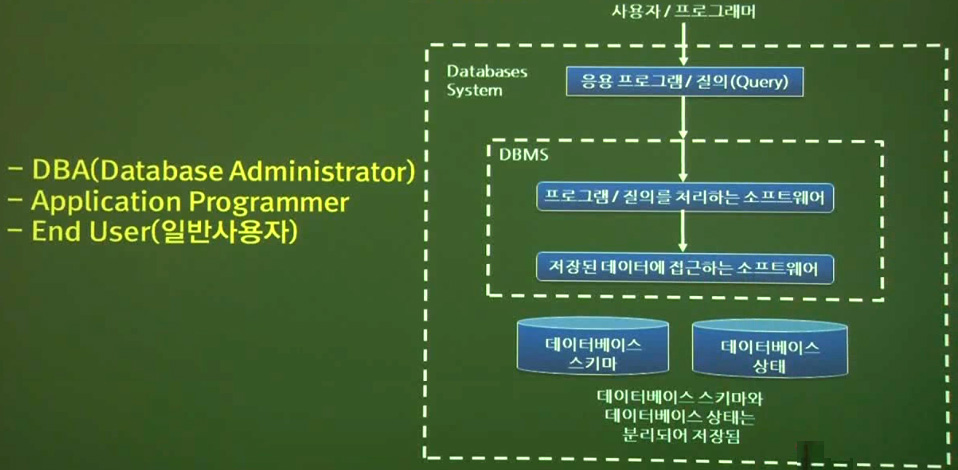 – DBA(Database Administrator)
– Application Programmer
– End User(일반사용자)
사용자 / 프로그래머
Databases
System
응용 프로그램 / 질의(Query)
DBMS
프로그램 / 질의를 처리하는 소프트웨어
저장된 데이터에 접근하는 소프트웨어
데이터베이스
스키마
데이터베이스
상태
데이터베이스 스키마와
데이터베이스 상태는
분리되어 저장됨